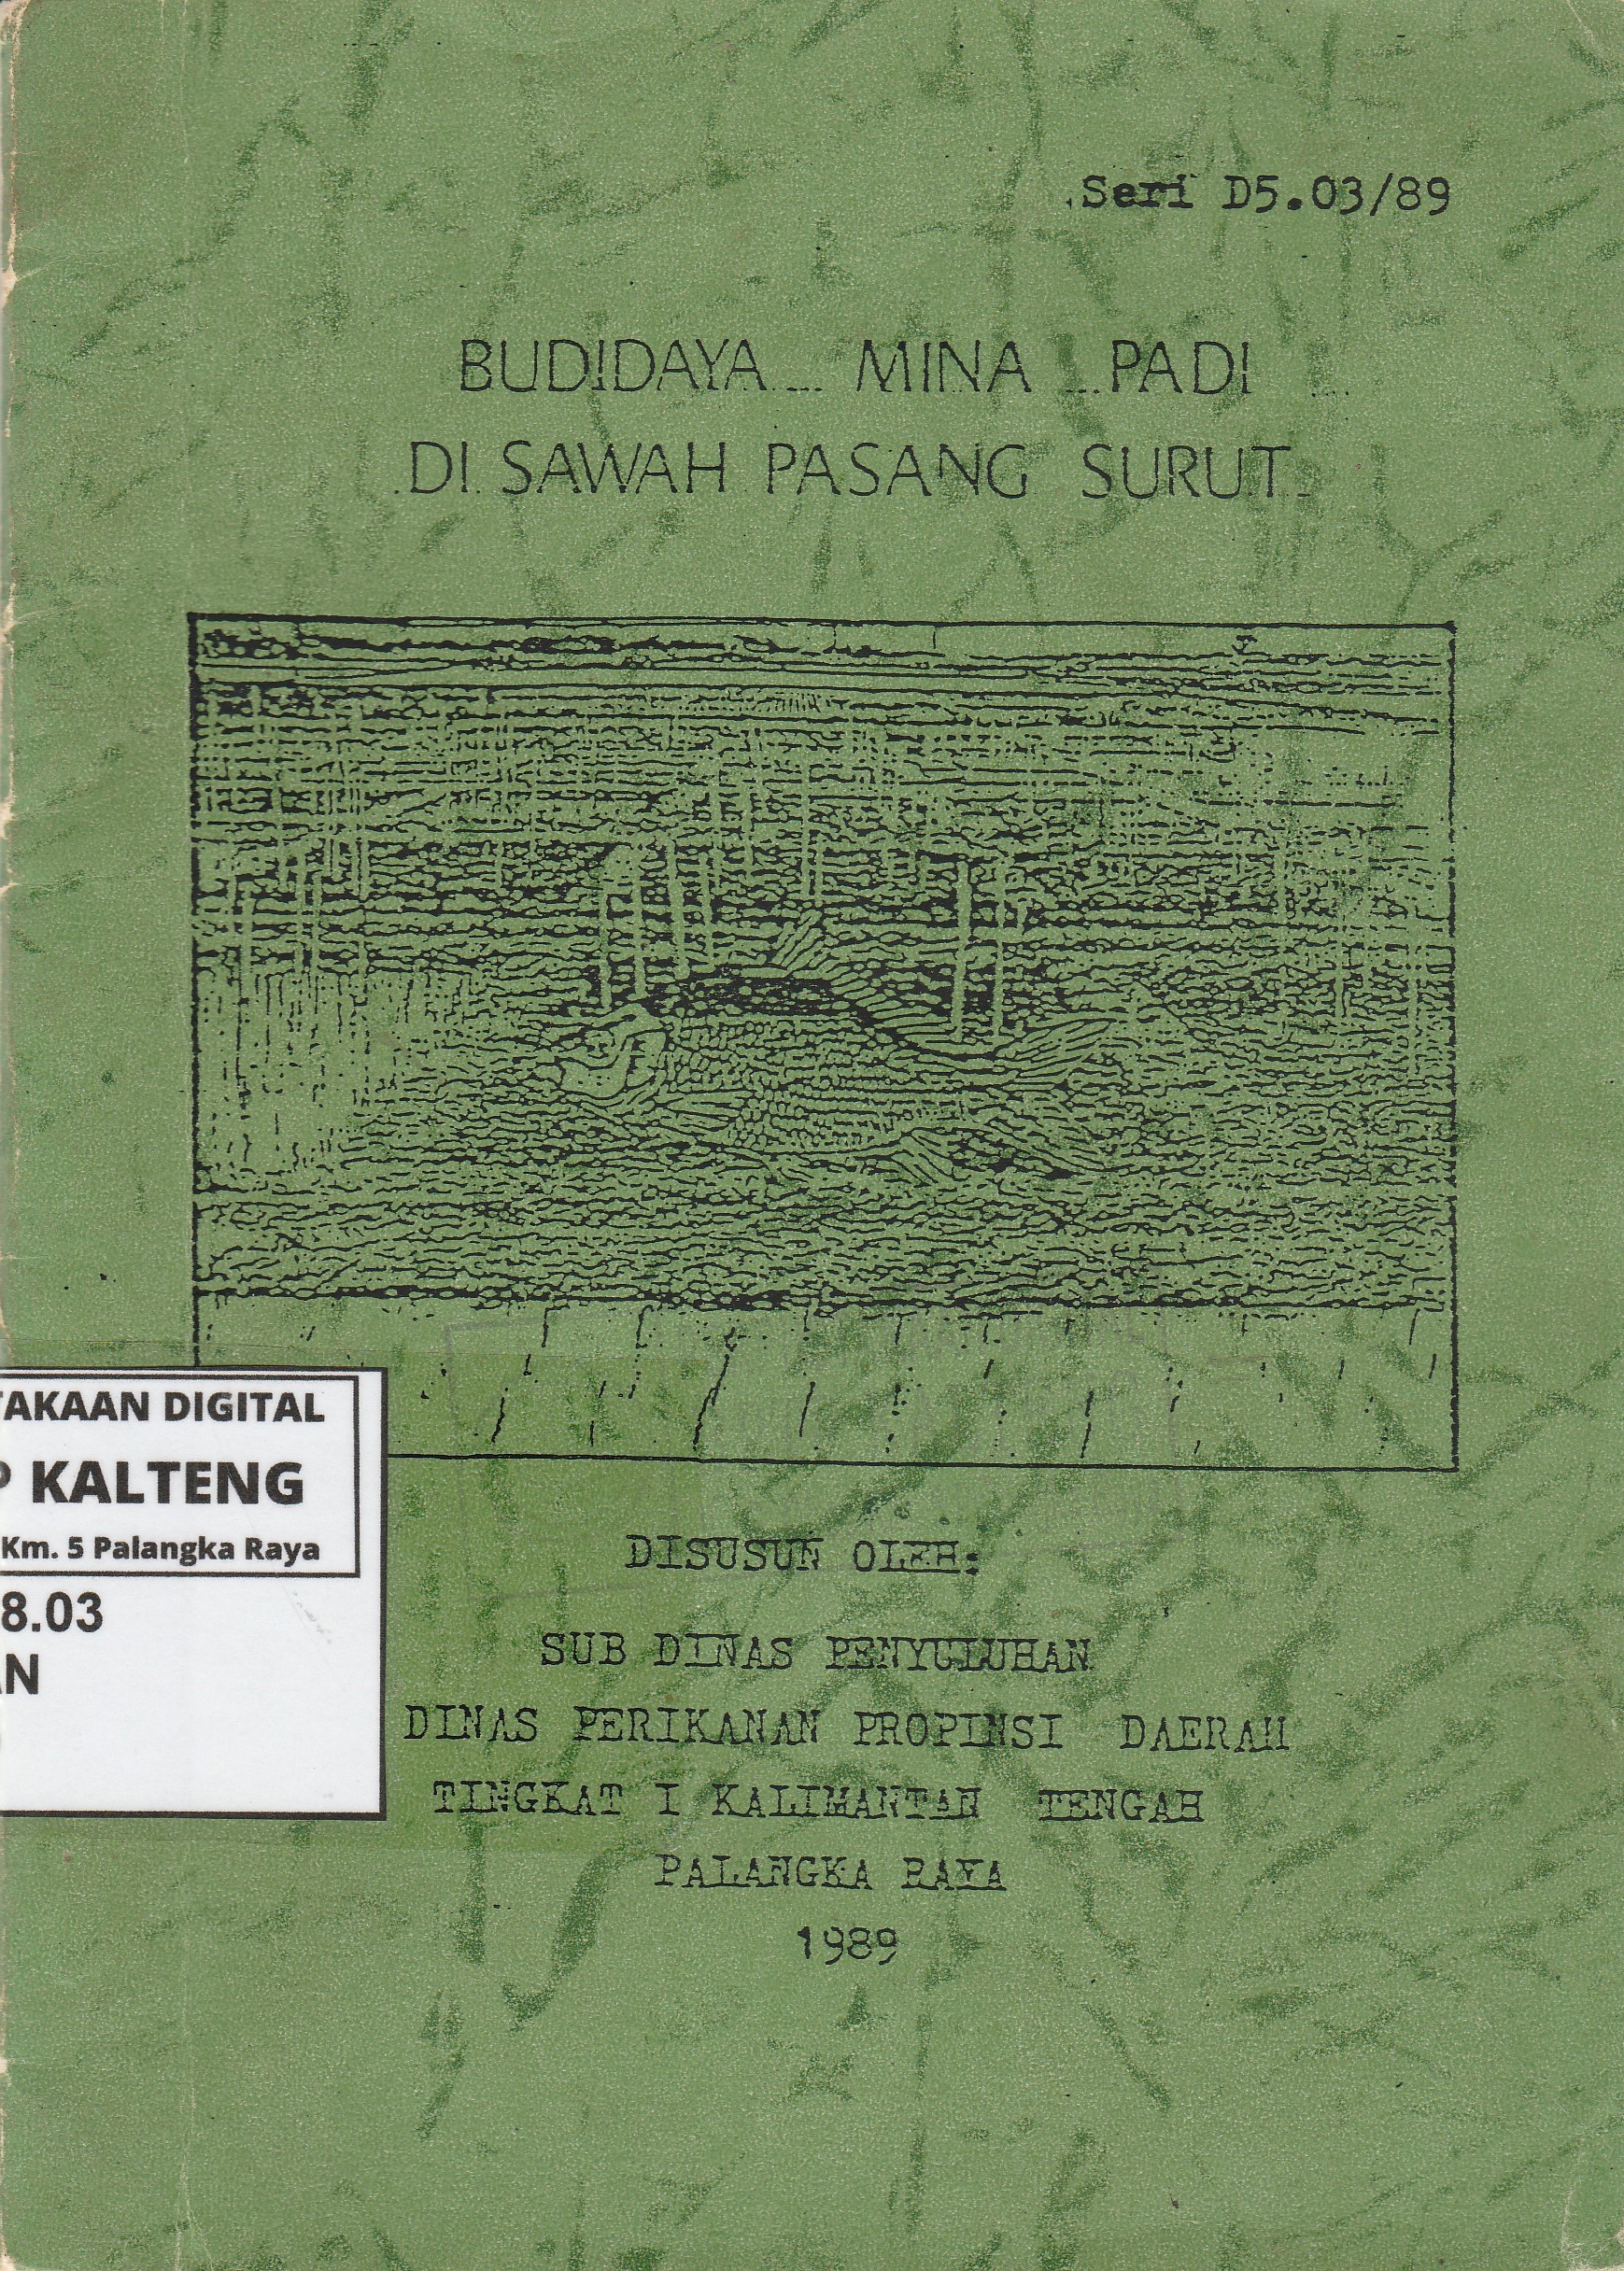 Seri D5.03/89
BUDIDAYA MINA PADI
DI SAWAH PASANG SURUT
TAKAAN DIGITAL
P KALTENG
Km. 5 Palangka Raya
8.03
AN
DISUSUN OLEH:
SUB DINAS PENYULUHAN
DINAS PERIKANAN PROPINSI DAERAH
TINGKAT I KALIMANTAN TENGAH
PALANGKA RAYA
1989